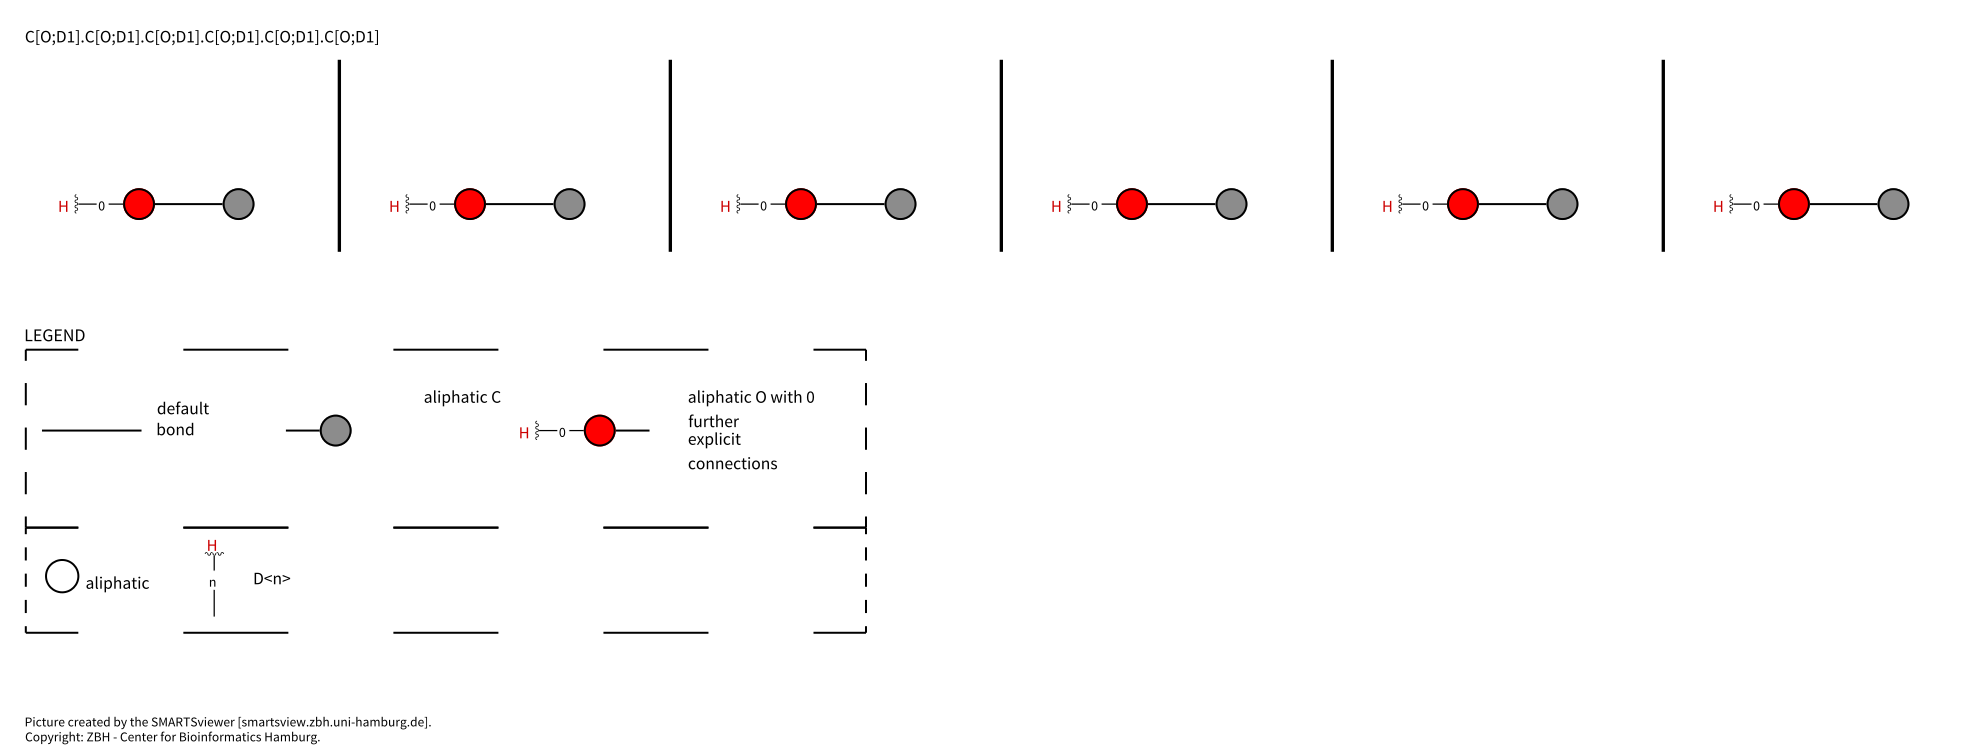 C[O;D1].C[O;D1].C[O;D1].C[O;D1].C[O;D1].C[O;D1]
H 0 H 0 H 0 H 0 H 0 H 0
LEGEND
default
bond
aliphatic C
H 0
aliphatic O with 0
further
explicit
connections
aliphatic
H
n
D<n>
Picture created by the SMARTSviewer [smartsview.zbh.uni-hamburg.de].
Copyright: ZBH - Center for Bioinformatics Hamburg.